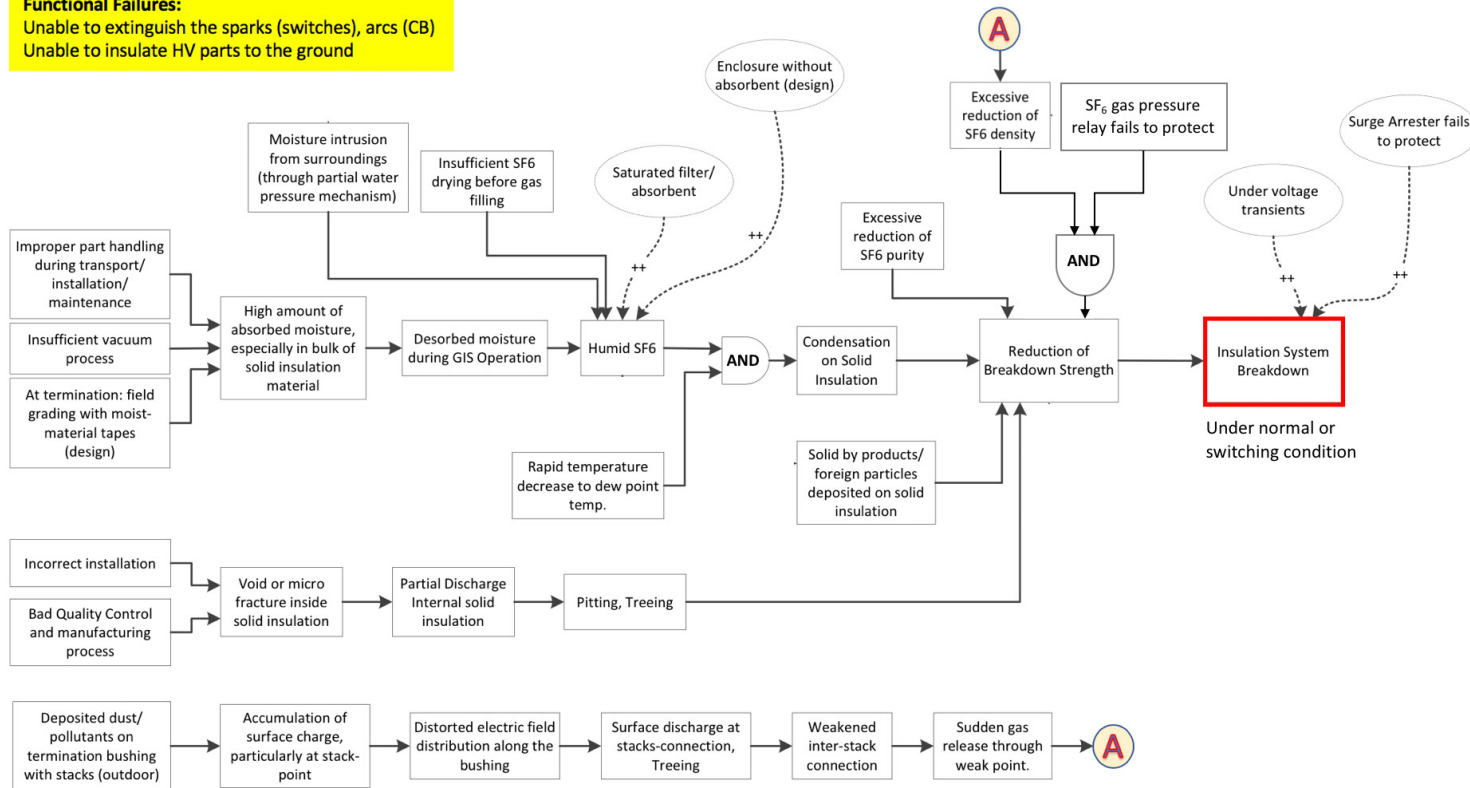 Functional Failures:
Unable to extinguish the sparks (switches), arcs (CB)
Unable to insulate HV parts to the ground
A
Enclosure without
absorbent (design)
Excessive
reduction of
SF6 density
SF₆ gas pressure
relay fails to protect
Surge Arrester fails
to protect
Moisture intrusion
from surroundings
(through partial water
pressure mechanism)
Insufficient SF6
drying before gas
filling
Saturated filter/
absorbent
Under voltage
transients
Excessive
reduction of
SF6 purity
++
++
++
++
AND
Improper part handling
during transport/
installation/
maintenance
Insufficient vacuum
process
At termination: field
grading with moist-
material tapes
(design)
High amount of
absorbed moisture,
especially in bulk of
solid insulation
material
Desorbed moisture
during GIS Operation
Humid SF6
AND
Condensation
on Solid
Insulation
Reduction of
Breakdown Strength
Insulation System
Breakdown
Under normal or
switching condition
Rapid temperature
decrease to dew point
temp.
Solid by products/
foreign particles
deposited on solid
insulation
Incorrect installation
Bad Quality Control
and manufacturing
process
Void or micro
fracture inside
solid insulation
Partial Discharge
Internal solid
insulation
Pitting, Treeing
Deposited dust/
pollutants on
termination bushing
with stacks (outdoor)
Accumulation of
surface charge,
particularly at stack-
point
Distorted electric field
distribution along the
bushing
Surface discharge at
stacks-connection,
Treeing
Weakened
inter-stack
connection
Sudden gas
release through
weak point.
A